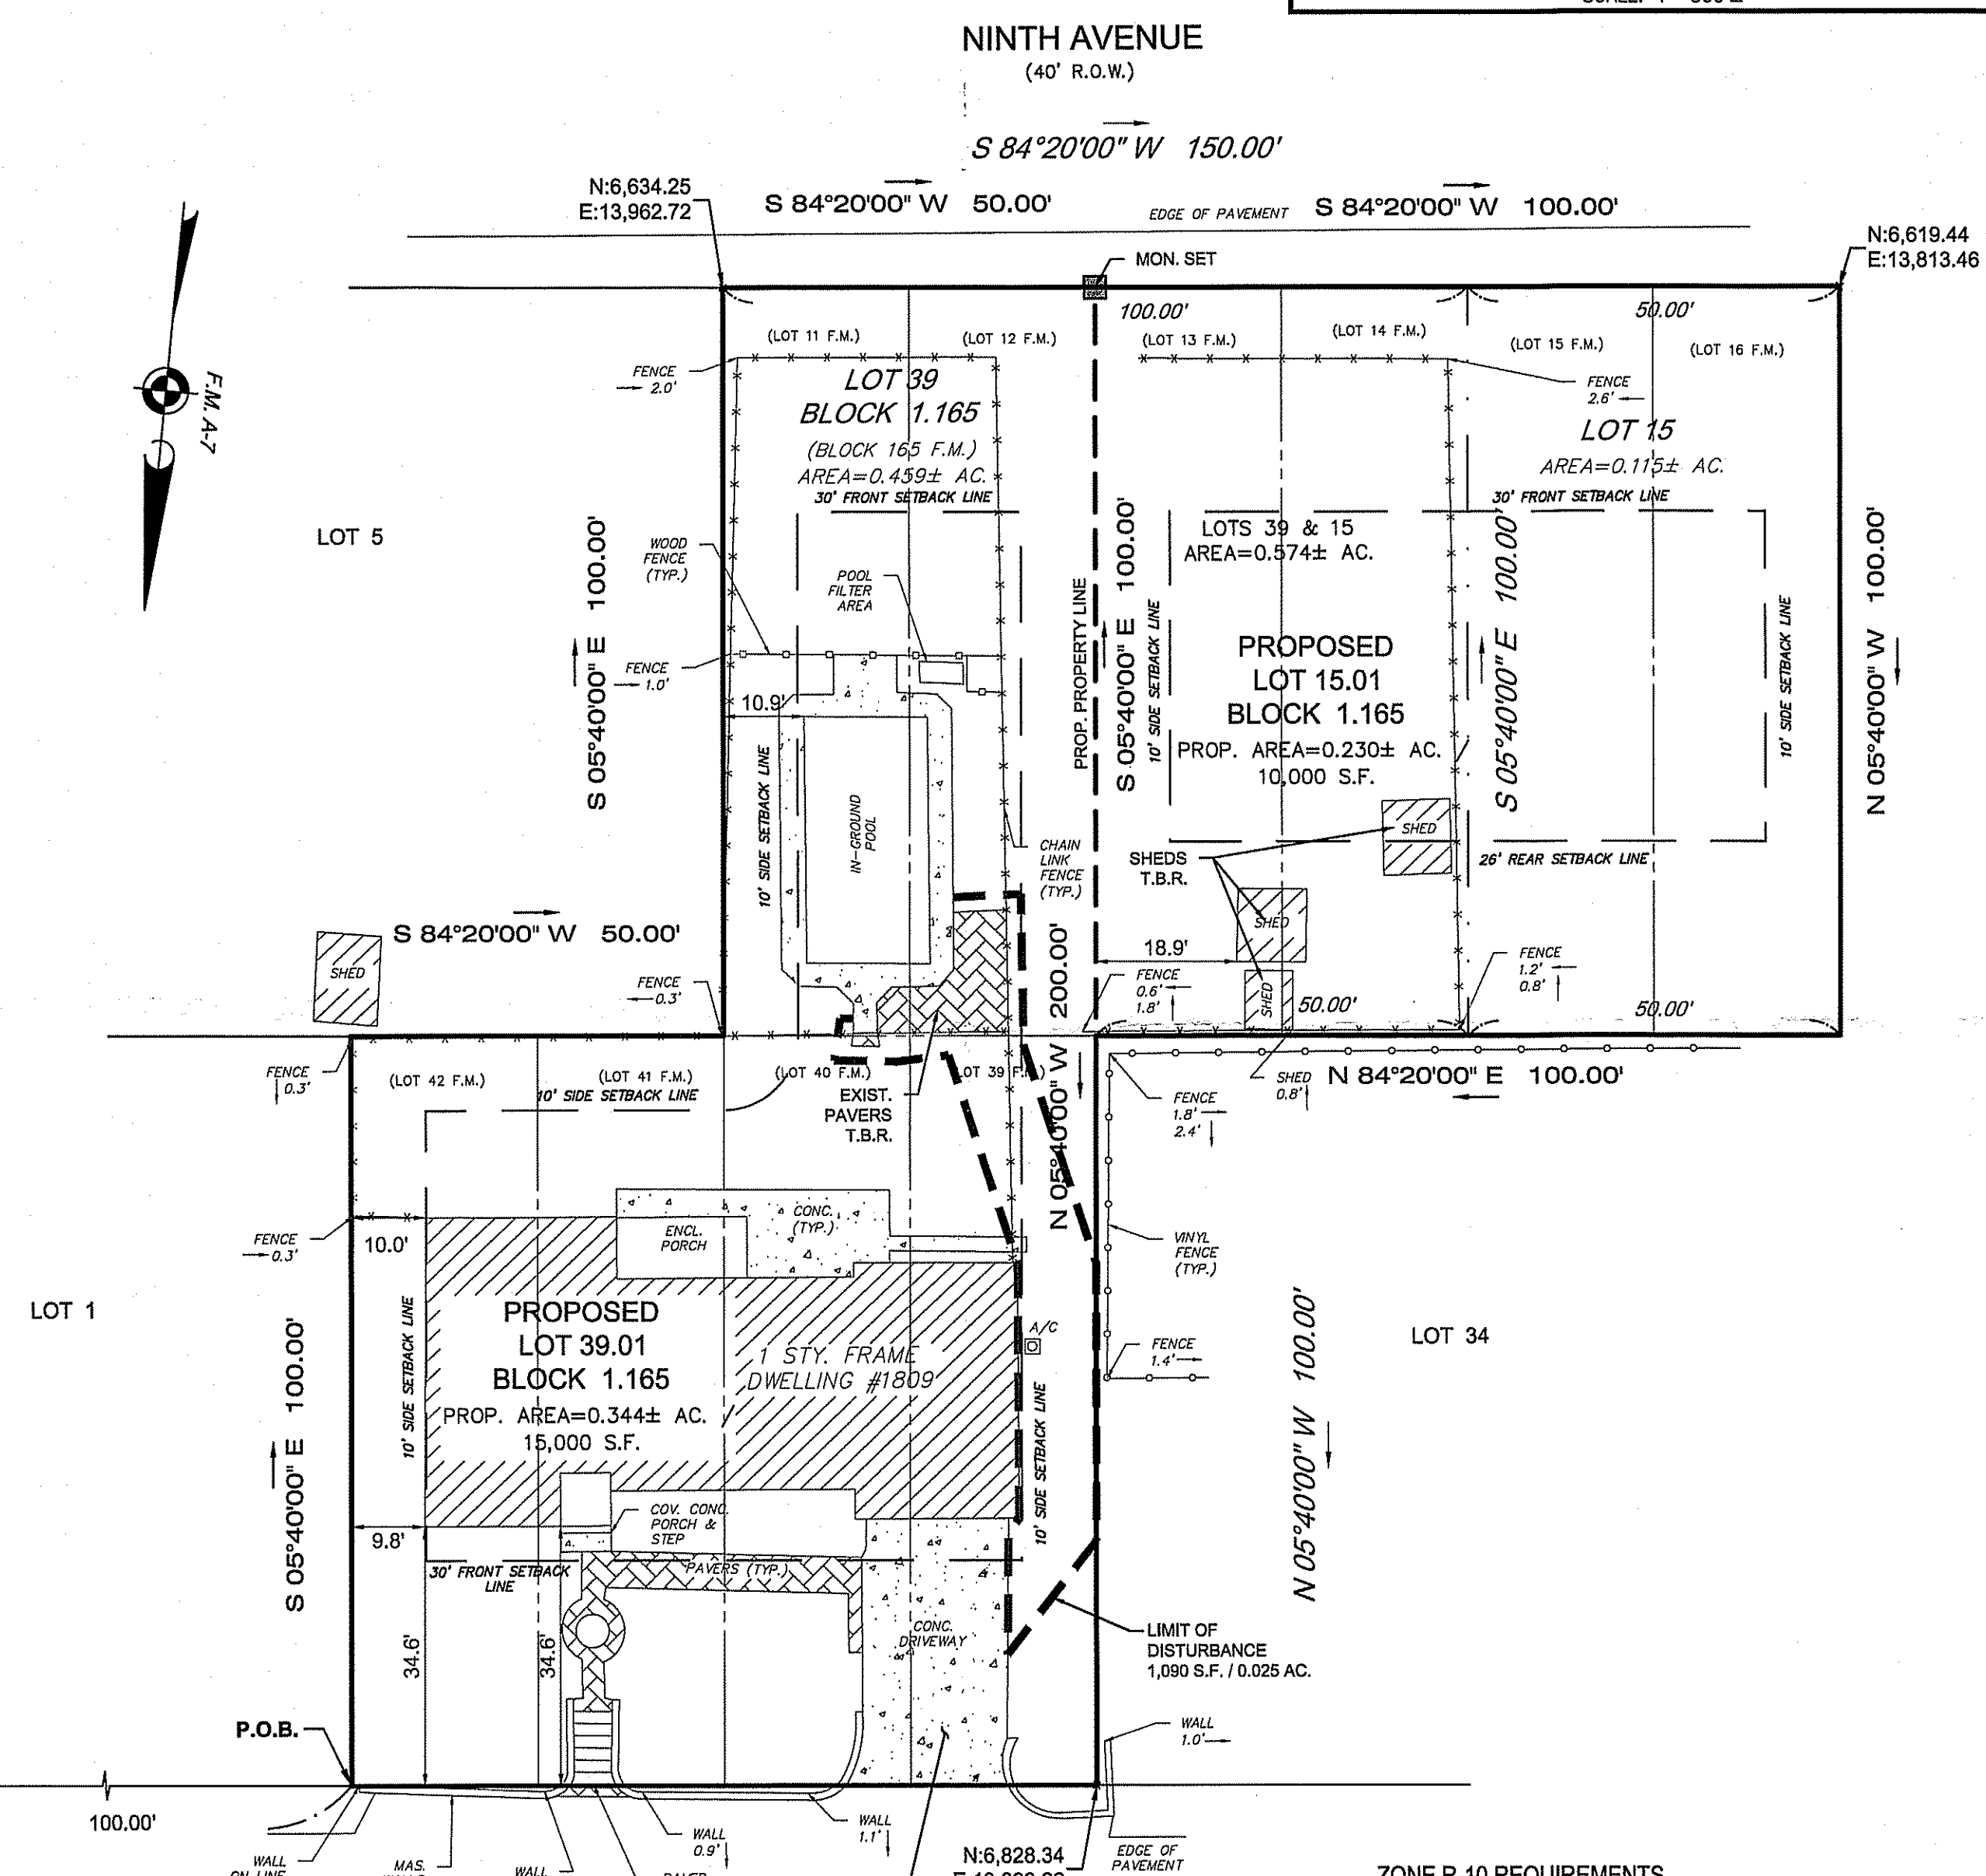 NINTH AVENUE
(40' R.O.W.)
S 84°20'00" W 150.00'
N:6,634.25
E:13,962.72
S 84°20'00" W 50.00'
EDGE OF PAVEMENT
S 84°20'00" W 100.00'
N:6,619.44
E:13,813.46
MON. SET
100.00'
50.00'
(LOT 11 F.M.)
(LOT 12 F.M.)
(LOT 13 F.M.)
(LOT 14 F.M.)
(LOT 15 F.M.)
(LOT 16 F.M.)
F.M. A-7
FENCE
2.0'
LOT 39
BLOCK 1.165
(BLOCK 165 F.M.)
AREA=0.459± AC.
30' FRONT SETBACK LINE
FENCE
2.6'
LOT 15
AREA=0.115± AC.
30' FRONT SETBACK LINE
LOT 5
S 05°40'00" E 100.00'
WOOD
FENCE
(TYP.)
POOL
FILTER
AREA
LOTS 39 & 15
AREA=0.574± AC.
PROP. PROPERTY LINE
S 05°40'00" E 100.00'
10' SIDE SETBACK LINE
S 05°40'00" E 100.00'
10' SIDE SETBACK LINE
N 05°40'00" W 100.00'
FENCE
1.0'
10.9'
PROPOSED
LOT 15.01
BLOCK 1.165
PROP. AREA=0.230± AC.
10,000 S.F.
10' SIDE SETBACK LINE
IN-GROUND
POOL
CHAIN
LINK
FENCE
(TYP.)
SHEDS
T.B.R.
SHED
26' REAR SETBACK LINE
SHED
S 84°20'00" W 50.00'
SHED
FENCE
0.3'
18.9'
FENCE
0.6'
1.8'
SHED
50.00'
FENCE
1.2'
0.8'
50.00'
N 05°40'00" W 200.00'
FENCE
0.3'
(LOT 42 F.M.)
(LOT 41 F.M.)
(LOT 40 F.M.)
LOT 39 F.M.)
10' SIDE SETBACK LINE
EXIST.
PAVERS
T.B.R.
SHED
0.8'
N 84°20'00" E 100.00'
FENCE
1.8'
2.4'
FENCE
0.3'
10.0'
ENCL.
PORCH
CONC.
(TYP.)
VINYL
FENCE
(TYP.)
LOT 1
S 05°40'00" E 100.00'
10' SIDE SETBACK LINE
PROPOSED
LOT 39.01
BLOCK 1.165
PROP. AREA=0.344± AC.
15,000 S.F.
1 STY. FRAME
DWELLING #1809
A/C
FENCE
1.4'
LOT 34
N 05°40'00" W 100.00'
10' SIDE SETBACK LINE
COV. CONC.
PORCH &
STEP
9.8'
30' FRONT SETBACK
LINE
PAVERS (TYP.)
34.6'
34.6'
CONC.
DRIVEWAY
LIMIT OF
DISTURBANCE
1,090 S.F. / 0.025 AC.
P.O.B.
WALL
1.0'
100.00'
WALL
ON LINE
MAS.
WALL
WALL
0.9'
WALL
1.1'
N:6,828.34
EDGE OF
PAVEMENT
ZONE R-10 REQUIREMENTS